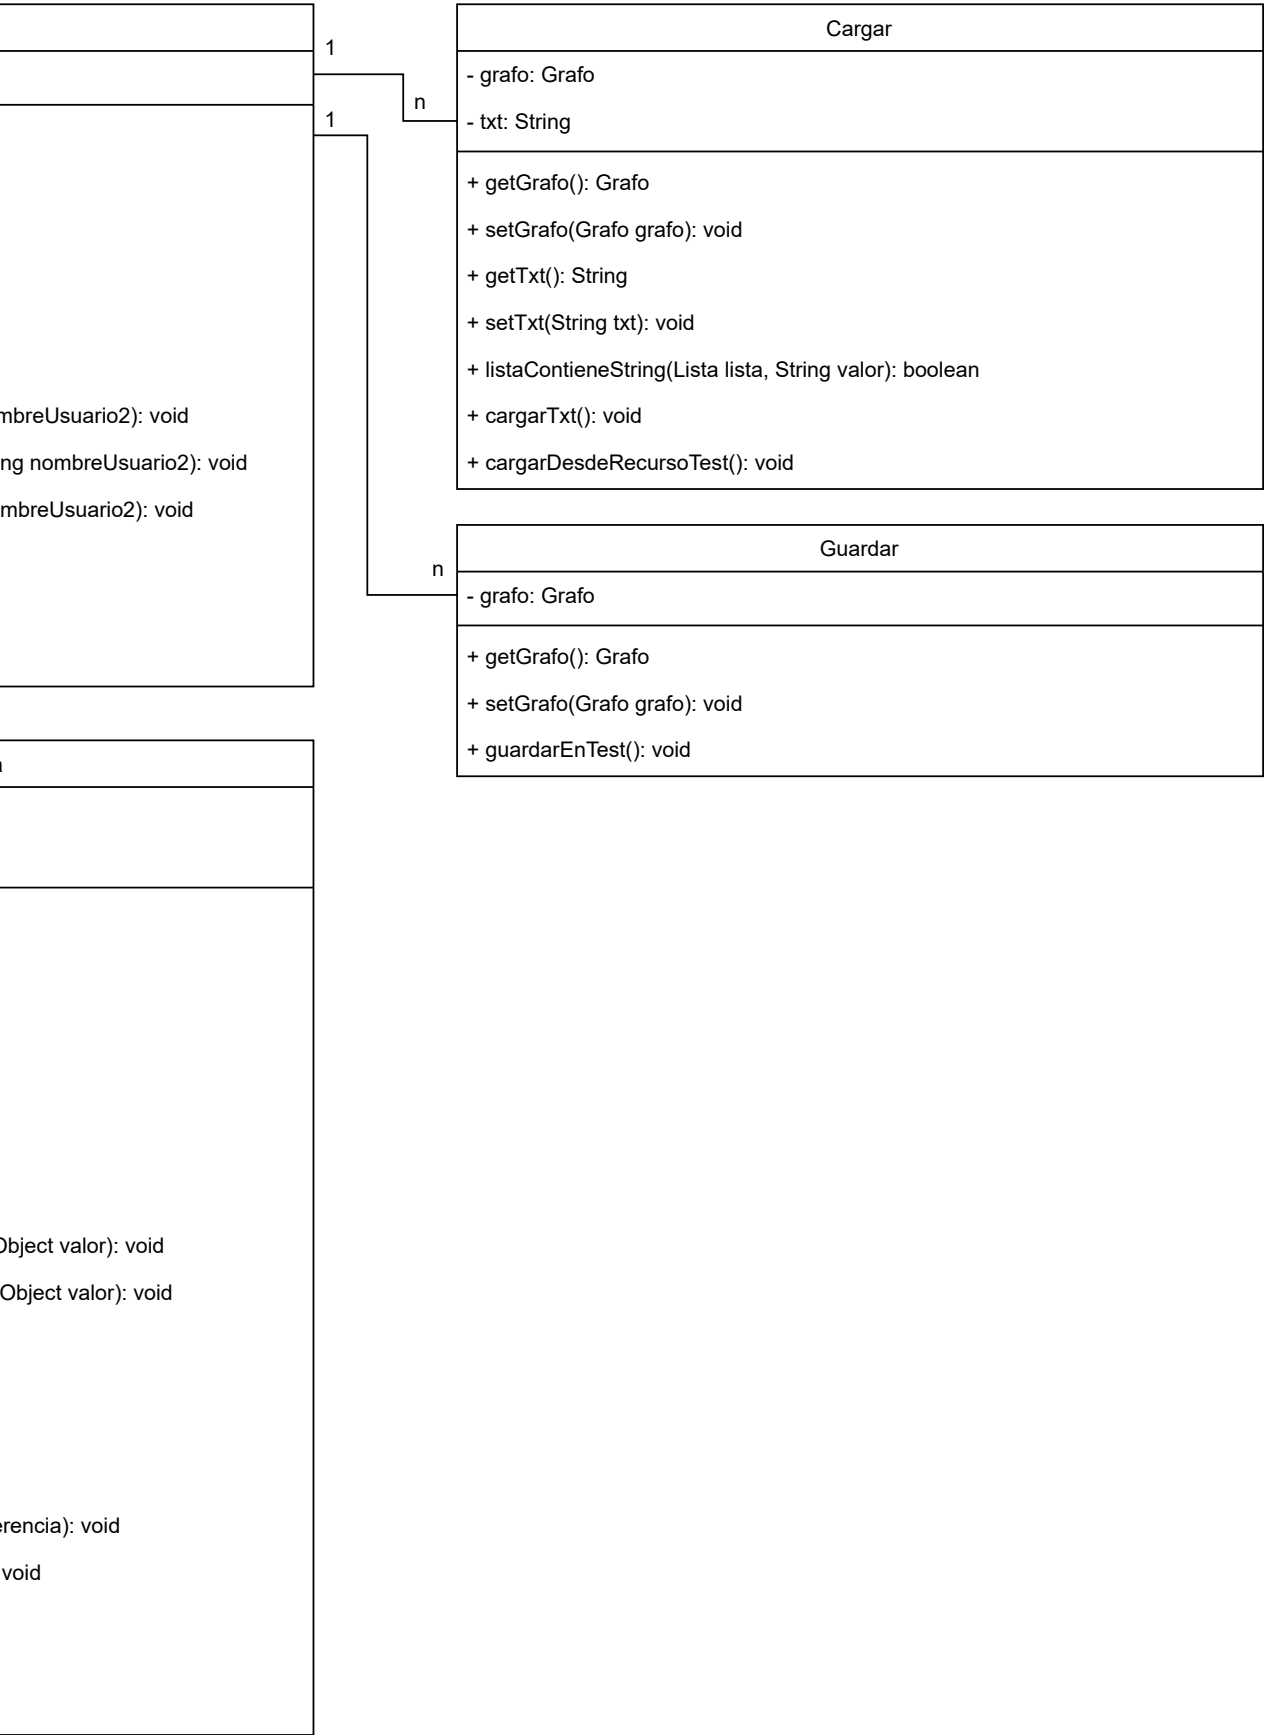 1
n
1
mbreUsuario2): void
ng nombreUsuario2): void
mbreUsuario2): void
n
Cargar
- grafo: Grafo
- txt: String
+ getGrafo(): Grafo
+ setGrafo(Grafo grafo): void
+ getTxt(): String
+ setTxt(String txt): void
+ listaContieneString(Lista lista, String valor): boolean
+ cargarTxt(): void
+ cargarDesdeRecursoTest(): void
Guardar
- grafo: Grafo
+ getGrafo(): Grafo
+ setGrafo(Grafo grafo): void
+ guardarEnTest(): void
Object valor): void
Object valor): void
erencia): void
void